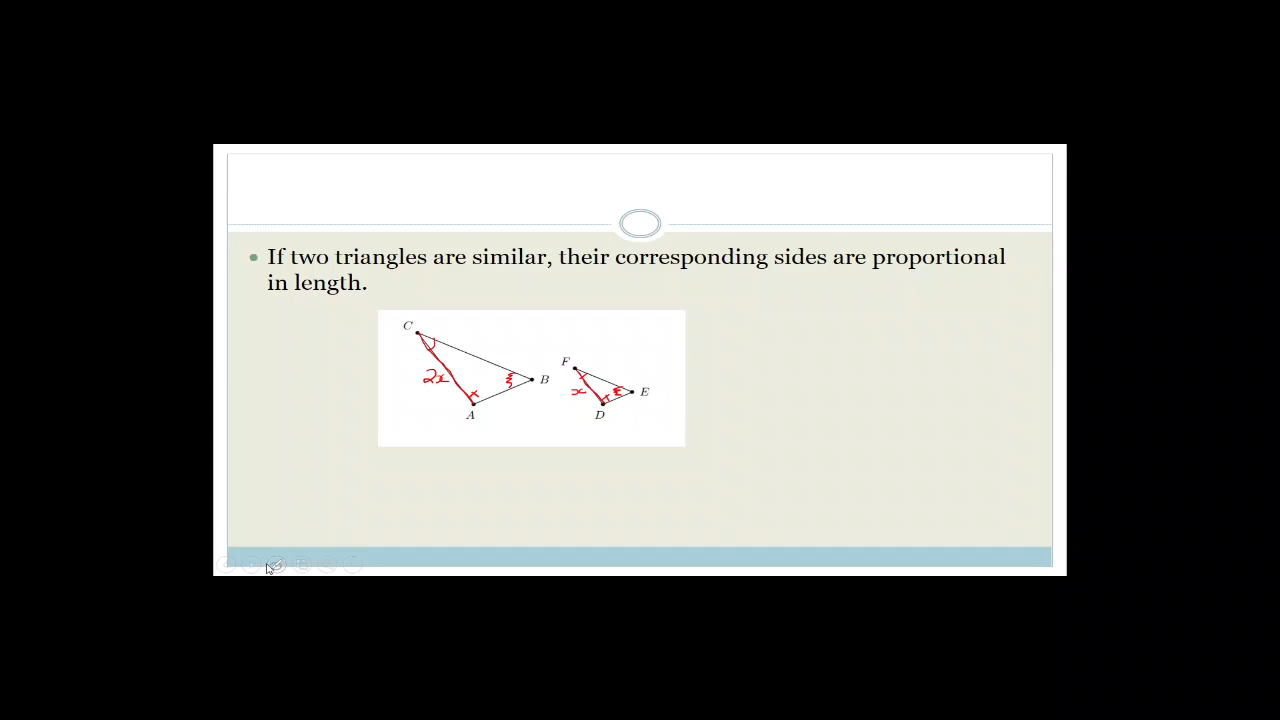 If two triangles are similar, their corresponding sides are proportional
in length.
C
F
2x
B
x
E
A
D